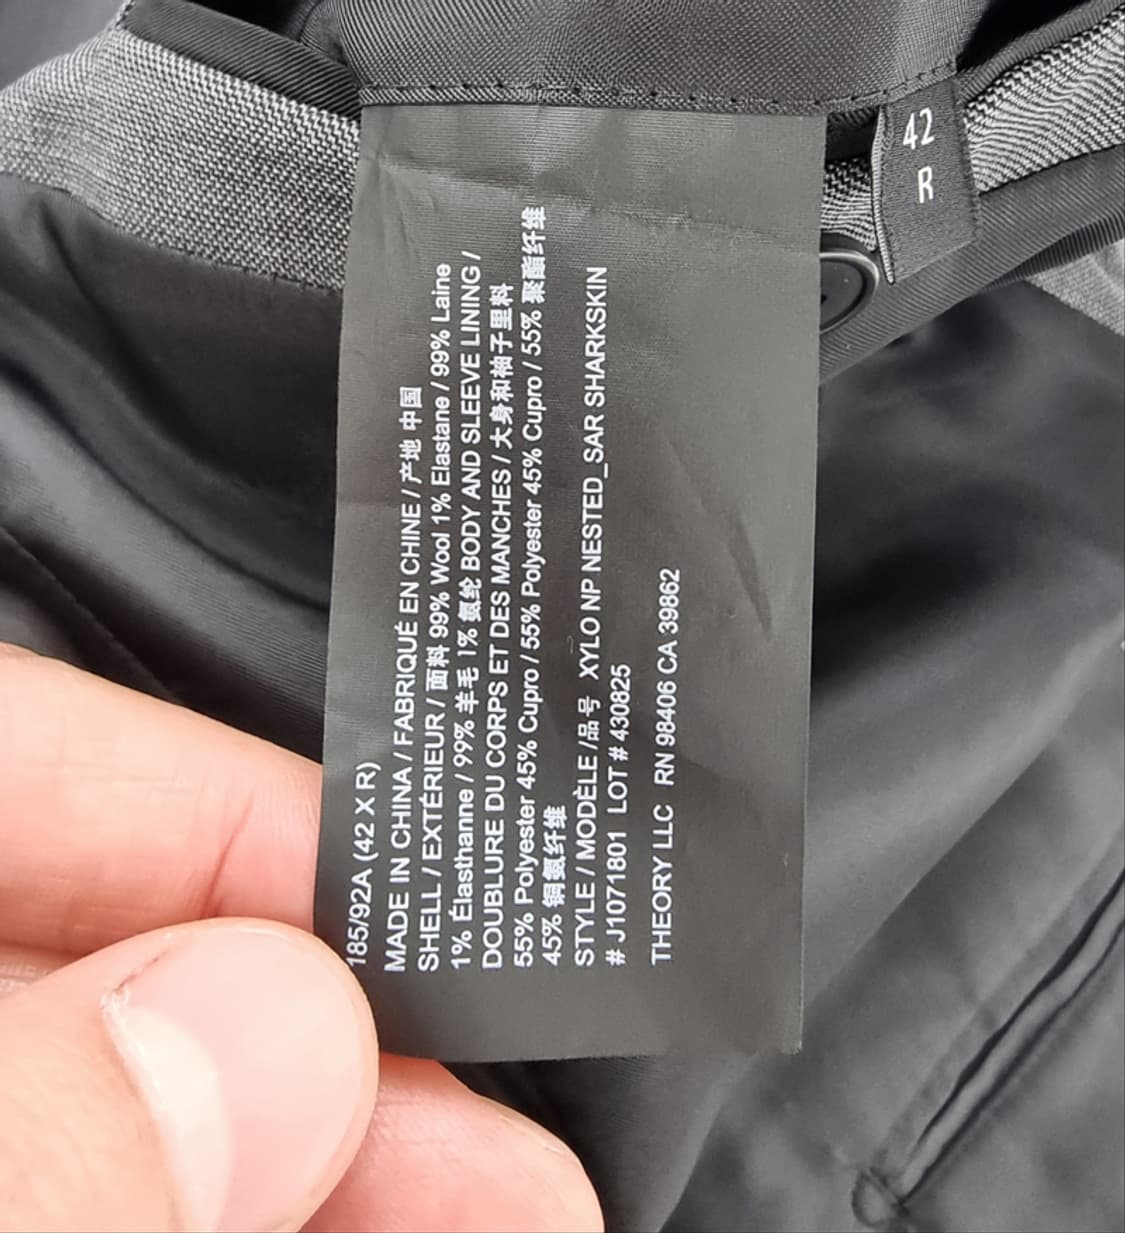 185/92A (42 X R)
MADE IN CHINA / FABRIQUÉ EN CHINE / 产地 中国
SHELL / EXTÉRIEUR / 面料 99% Wool 1% Elastane / 99% Laine
1% Élasthanne / 99% 羊毛 1% 氨纶 BODY AND SLEEVE LINING /
DOUBLURE DU CORPS ET DES MANCHES / 大身和袖子里料
55% Polyester 45% Cupro / 55% Polyester 45% Cupro / 55% 聚酯纤维
45% 铜氨纤维
STYLE / MODÈLE /品号 XYLO NP NESTED_SAR SHARKSKIN
# J1071801 LOT # 430825
THEORY LLC RN 98406 CA 39862
42
R